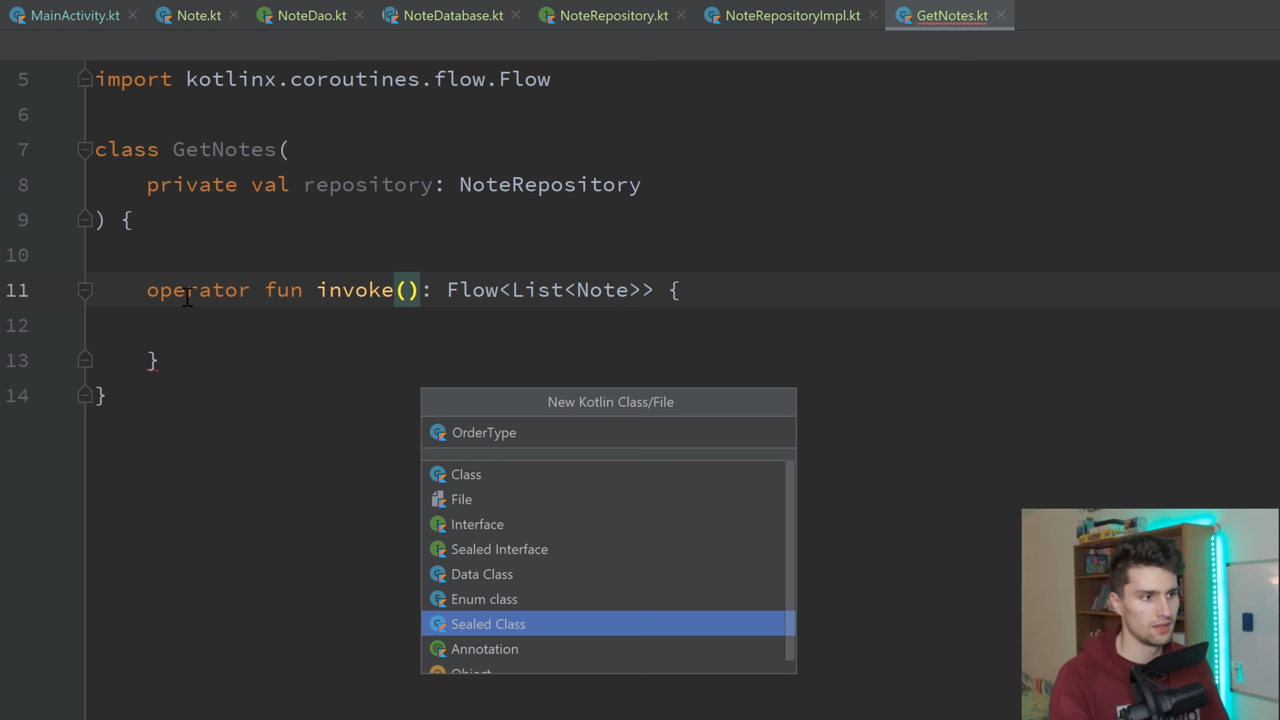 MainActivity.kt
Note.kt
NoteDao.kt
NoteDatabase.kt
NoteRepository.kt
NoteRepositoryImpl.kt
GetNotes.kt
5 import kotlinx.coroutines.flow.Flow
6
7 class GetNotes(
8 private val repository: NoteRepository
9 ) {
10
11 operator fun invoke(): Flow<List<Note>> {
12
13 }
14 }
New Kotlin Class/File
OrderType
Class
File
Interface
Sealed Interface
Data Class
Enum class
Sealed Class
Annotation
Object